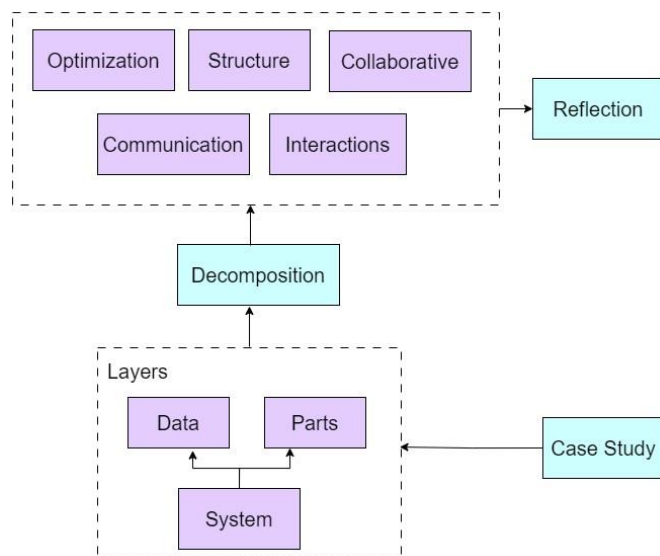 Optimization
Structure
Collaborative
Communication
Interactions
Reflection
Decomposition
Layers
Data
Parts
Case Study
System